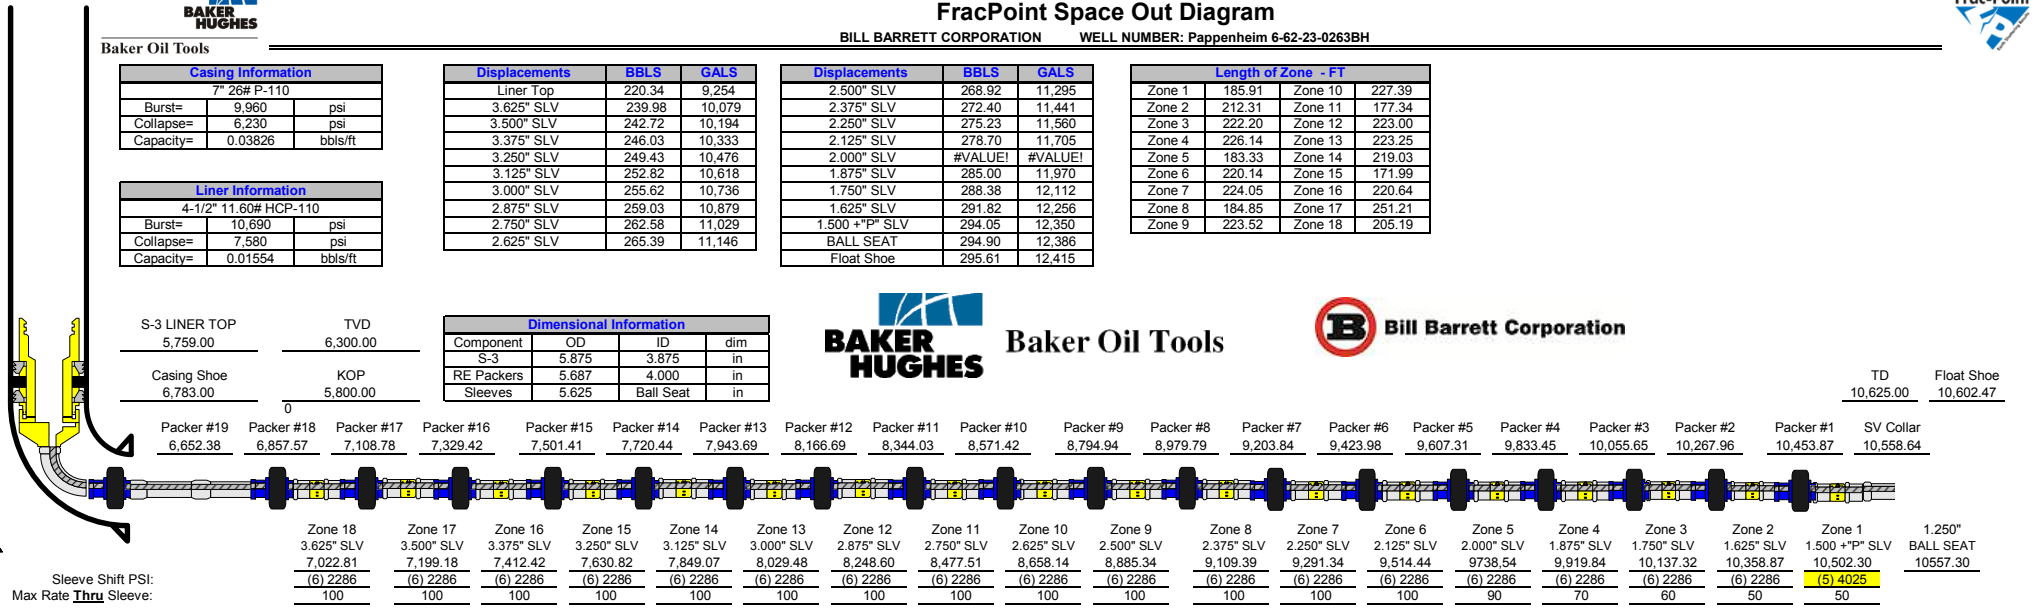 BAKER
HUGHES
Baker Oil Tools
FracPoint Space Out Diagram
BILL BARRETT CORPORATION WELL NUMBER: Pappenheim 6-62-23-0263BH
Frac-Point
Casing Information
7" 26# P-110
Burst= 9,960 psi
Collapse= 6,230 psi
Capacity= 0.03826 bbls/ft
Liner Information
4-1/2" 11.60# HCP-110
Burst= 10,690 psi
Collapse= 7,580 psi
Capacity= 0.01554 bbls/ft
Displacements BBLS GALS
Liner Top 220.34 9,254
3.625" SLV 239.98 10,079
3.500" SLV 242.72 10,194
3.375" SLV 246.03 10,333
3.250" SLV 249.43 10,476
3.125" SLV 252.82 10,618
3.000" SLV 255.62 10,736
2.875" SLV 259.03 10,879
2.750" SLV 262.58 11,029
2.625" SLV 265.39 11,146
Displacements BBLS GALS
2.500" SLV 268.92 11,295
2.375" SLV 272.40 11,441
2.250" SLV 275.23 11,560
2.125" SLV 278.70 11,705
2.000" SLV #VALUE! #VALUE!
1.875" SLV 285.00 11,970
1.750" SLV 288.38 12,112
1.625" SLV 291.82 12,256
1.500 +"P" SLV 294.05 12,350
BALL SEAT 294.90 12,386
Float Shoe 295.61 12,415
Length of Zone - FT
Zone 1 185.91 Zone 10 227.39
Zone 2 212.31 Zone 11 177.34
Zone 3 222.20 Zone 12 223.00
Zone 4 226.14 Zone 13 223.25
Zone 5 183.33 Zone 14 219.03
Zone 6 220.14 Zone 15 171.99
Zone 7 224.05 Zone 16 220.64
Zone 8 184.85 Zone 17 251.21
Zone 9 223.52 Zone 18 205.19
S-3 LINER TOP TVD
5,759.00 6,300.00
Casing Shoe KOP
6,783.00 5,800.00
0
Dimensional Information
Component OD ID dim
S-3 5.875 3.875 in
RE Packers 5.687 4.000 in
Sleeves 5.625 Ball Seat in
BAKER
HUGHES
Baker Oil Tools
B Bill Barrett Corporation
TD Float Shoe
10,625.00 10,602.47
Packer #19 Packer #18 Packer #17 Packer #16 Packer #15 Packer #14 Packer #13 Packer #12 Packer #11 Packer #10 Packer #9 Packer #8 Packer #7 Packer #6 Packer #5 Packer #4 Packer #3 Packer #2 Packer #1 SV Collar
6,652.38 6,857.57 7,108.78 7,329.42 7,501.41 7,720.44 7,943.69 8,166.69 8,344.03 8,571.42 8,794.94 8,979.79 9,203.84 9,423.98 9,607.31 9,833.45 10,055.65 10,267.96 10,453.87 10,558.64
Zone 18 Zone 17 Zone 16 Zone 15 Zone 14 Zone 13 Zone 12 Zone 11 Zone 10 Zone 9 Zone 8 Zone 7 Zone 6 Zone 5 Zone 4 Zone 3 Zone 2 Zone 1 1.250"
3.625" SLV 3.500" SLV 3.375" SLV 3.250" SLV 3.125" SLV 3.000" SLV 2.875" SLV 2.750" SLV 2.625" SLV 2.500" SLV 2.375" SLV 2.250" SLV 2.125" SLV 2.000" SLV 1.875" SLV 1.750" SLV 1.625" SLV 1.500 +"P" SLV BALL SEAT
7,022.81 7,199.18 7,412.42 7,630.82 7,849.07 8,029.48 8,248.60 8,477.51 8,658.14 8,885.34 9,109.39 9,291.34 9,514.44 9738,54 9,919.84 10,137.32 10,358.87 10,502.30 10557.30
Sleeve Shift PSI: (6) 2286 (6) 2286 (6) 2286 (6) 2286 (6) 2286 (6) 2286 (6) 2286 (6) 2286 (6) 2286 (6) 2286 (6) 2286 (6) 2286 (6) 2286 (6) 2286 (6) 2286 (6) 2286 (6) 2286 (5) 4025
Max Rate Thru Sleeve: 100 100 100 100 100 100 100 100 100 100 100 100 100 90 70 60 50 50